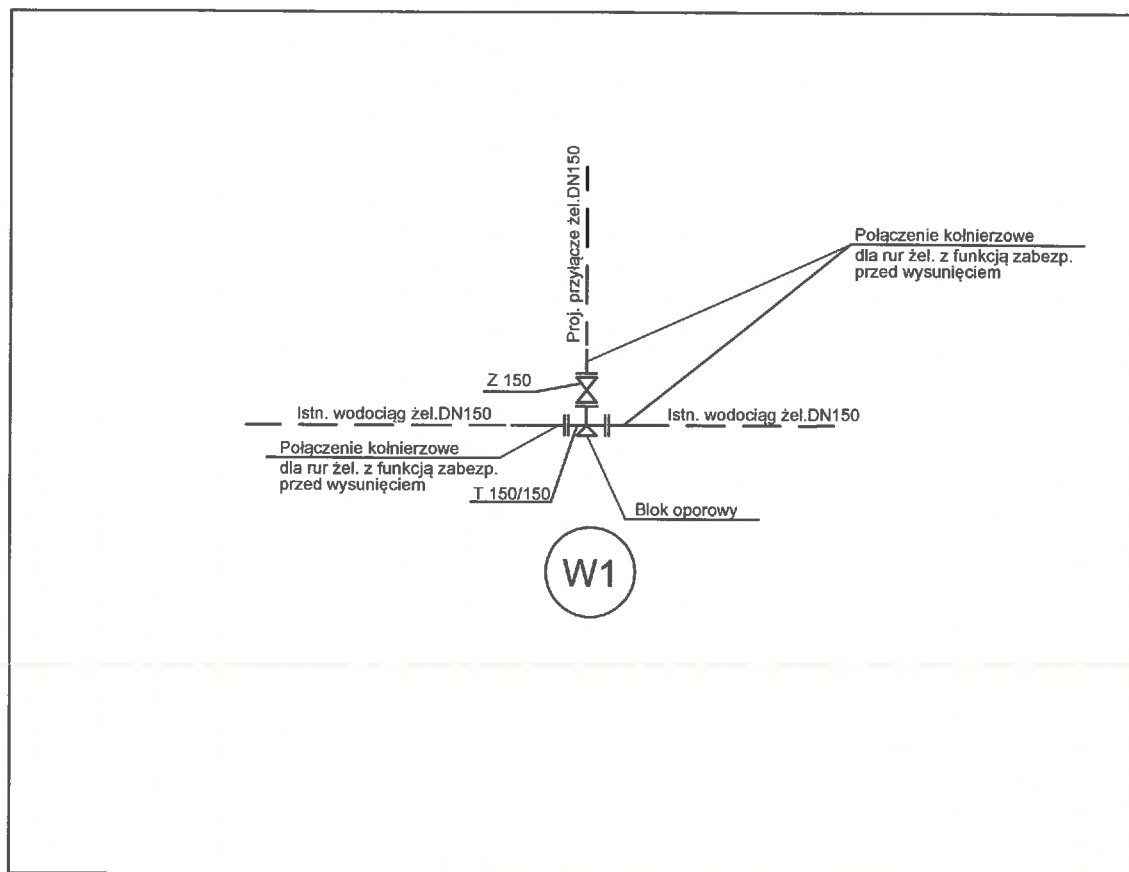 Proj. przyłącze żel.DN150
Połączenie kołnierzowe
dla rur żel. z funkcją zabezp.
przed wysunięciem
Z 150
Istn. wodociąg żel.DN150
Istn. wodociąg żel.DN150
Połączenie kołnierzowe
dla rur żel. z funkcją zabezp.
przed wysunięciem
T 150/150
Blok oporowy
W1